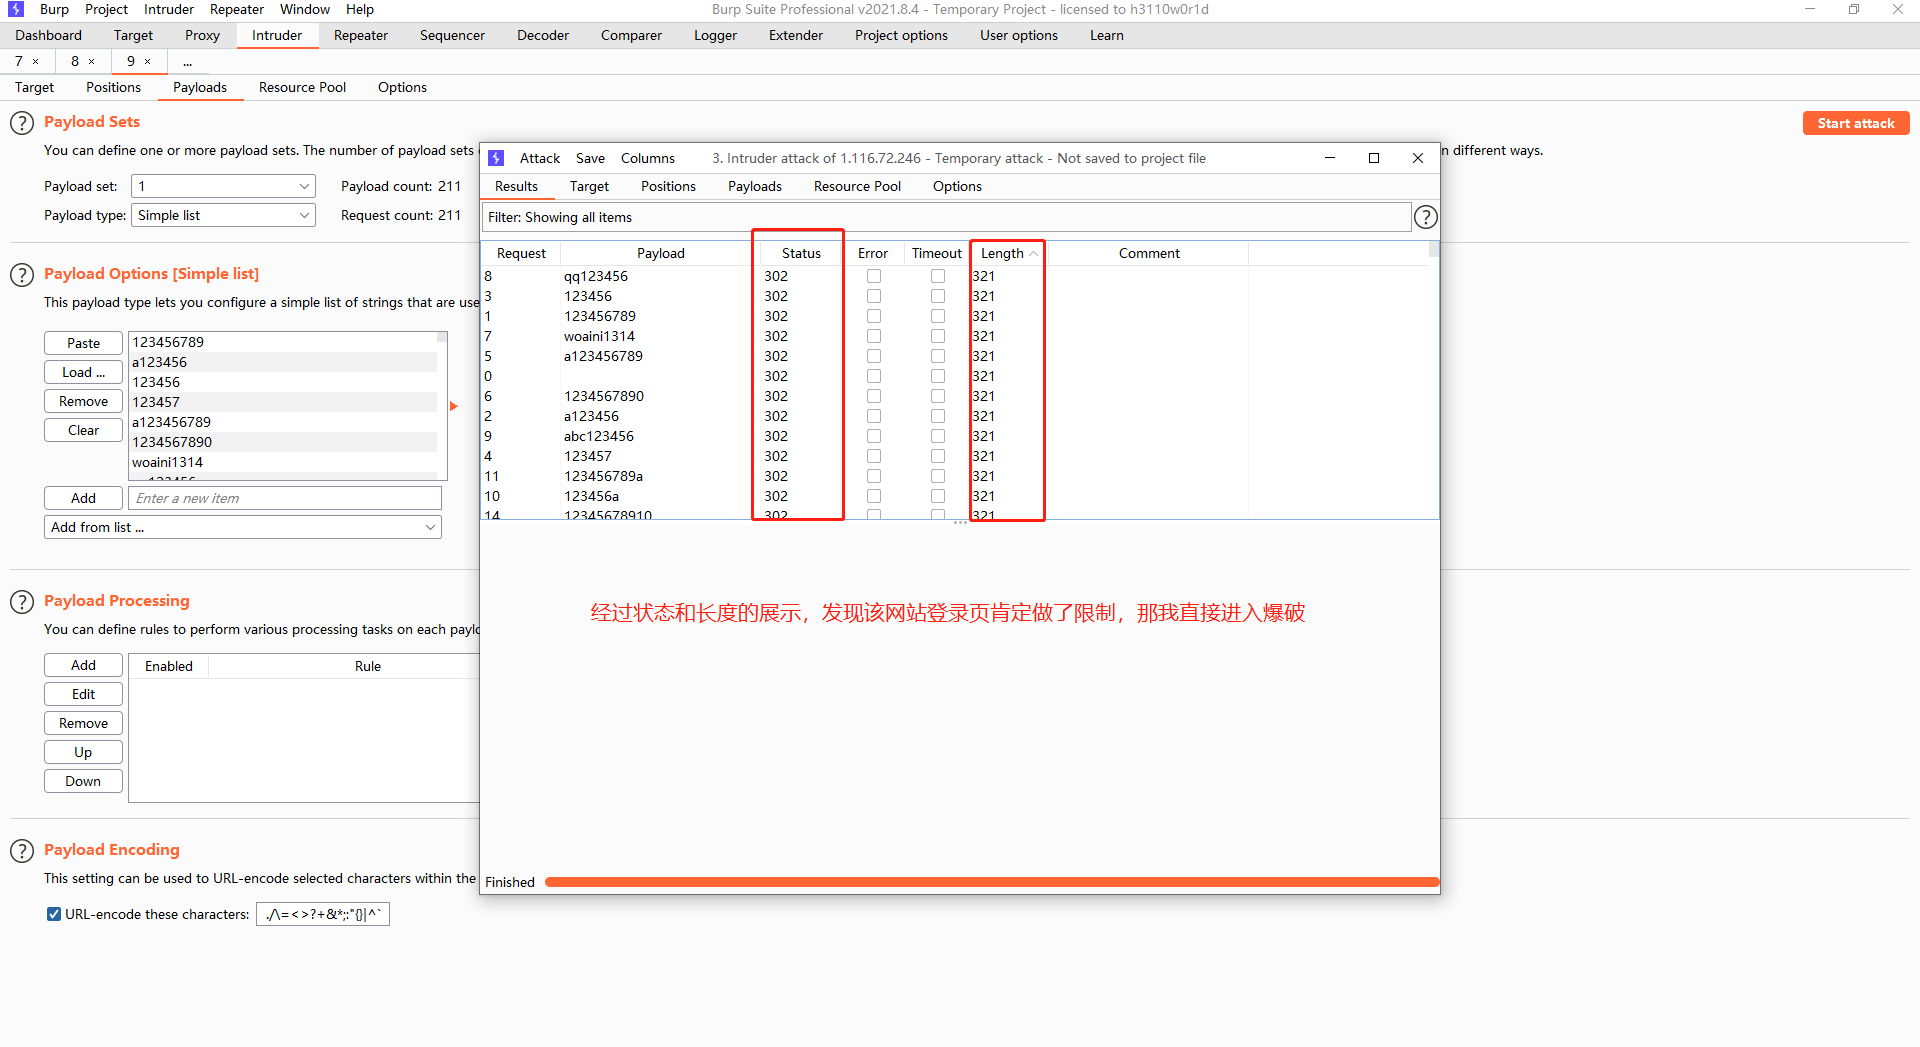 Burp Project Intruder Repeater Window Help Burp Suite Professional v2021.8.4 - Temporary Project - licensed to h3110w0r1d
Dashboard Target Proxy Intruder Repeater Sequencer Decoder Comparer Logger Extender Project options User options Learn
7 × 8 × 9 × ...
Target Positions Payloads Resource Pool Options
? Payload Sets Start attack
You can define one or more payload sets. The number of payload sets n different ways.
Payload set: 1 Payload count: 211
Payload type: Simple list Request count: 211
? Payload Options [Simple list]
This payload type lets you configure a simple list of strings that are use
Paste
Load ...
Remove
Clear
123456789
a123456
123456
123457
a123456789
1234567890
woaini1314
Add Enter a new item
Add from list ...
? Payload Processing
You can define rules to perform various processing tasks on each paylo
Add
Edit
Remove
Up
Down
Enabled Rule
? Payload Encoding
This setting can be used to URL-encode selected characters within the
URL-encode these characters: ./\=<>?+&*;:"{}|^`
Attack Save Columns 3. Intruder attack of 1.116.72.246 - Temporary attack - Not saved to project file
Results Target Positions Payloads Resource Pool Options
Filter: Showing all items ?
Request Payload Status Error Timeout Length Comment
8 qq123456 302 321
3 123456 302 321
1 123456789 302 321
7 woaini1314 302 321
5 a123456789 302 321
0 302 321
6 1234567890 302 321
2 a123456 302 321
9 abc123456 302 321
4 123457 302 321
11 123456789a 302 321
10 123456a 302 321
14 12345678910 302 321
经过状态和长度的展示，发现该网站登录页肯定做了限制，那我直接进入爆破
Finished